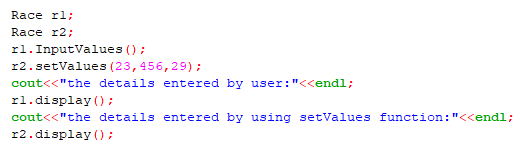 Race r1;
Race r2;
r1.InputValues();
r2.setValues(23,456,29);
cout<<"the details entered by user:"<<endl;
r1.display();
cout<<"the details entered by using setValues function:"<<endl;
r2.display();